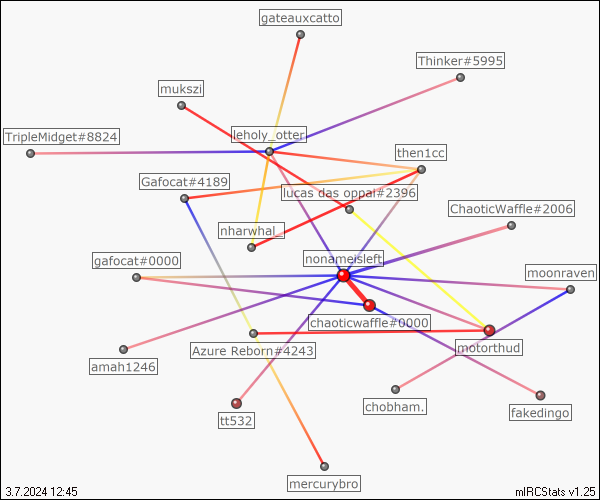 gateauxcatto
Thinker#5995
mukszi
leholy_otter
TripleMidget#8824
then1cc
Gafocat#4189
lucas das oppai#2396
ChaoticWaffle#2006
nharwhal_
nonameisleft
gafocat#0000
moonraven
chaoticwaffle#0000
Azure Reborn#4243
motorthud
amah1246
chobham.
fakedingo
tt532
mercurybro
3.7.2024 12:45
mIRCStats v1.25